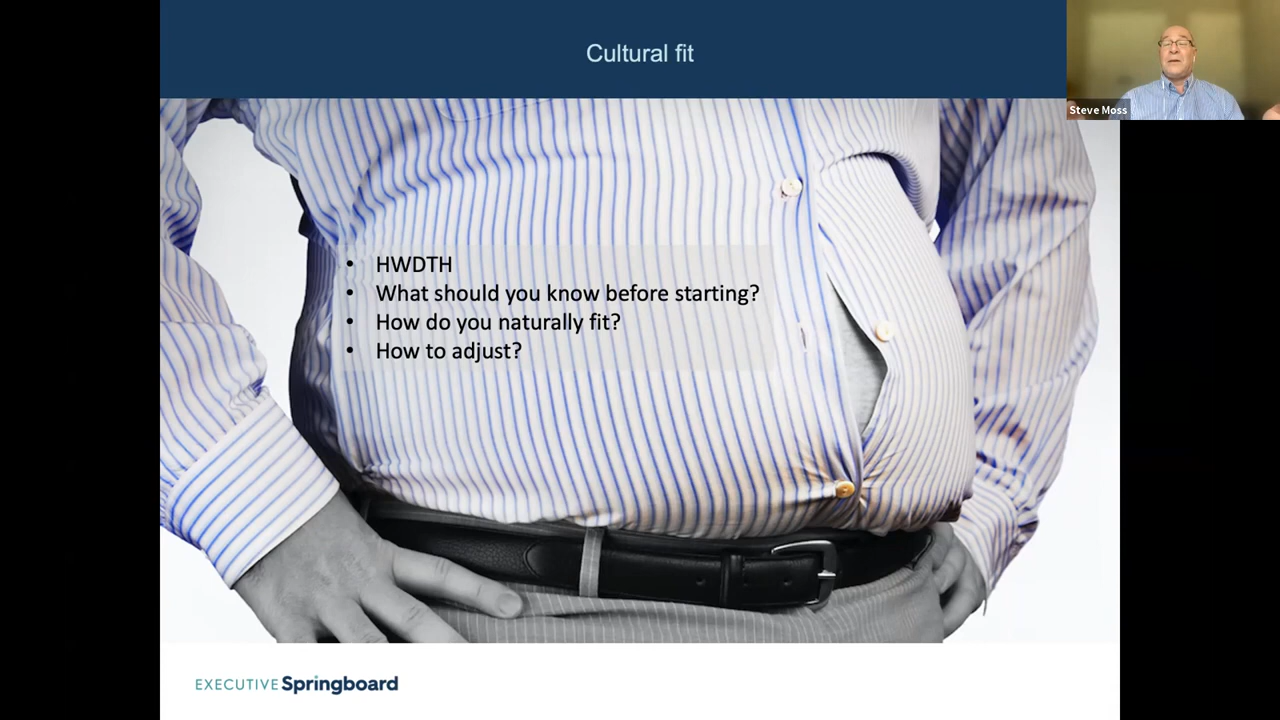 Cultural fit
Steve Moss
• HWDTH
• What should you know before starting?
• How do you naturally fit?
• How to adjust?
EXECUTIVE Springboard